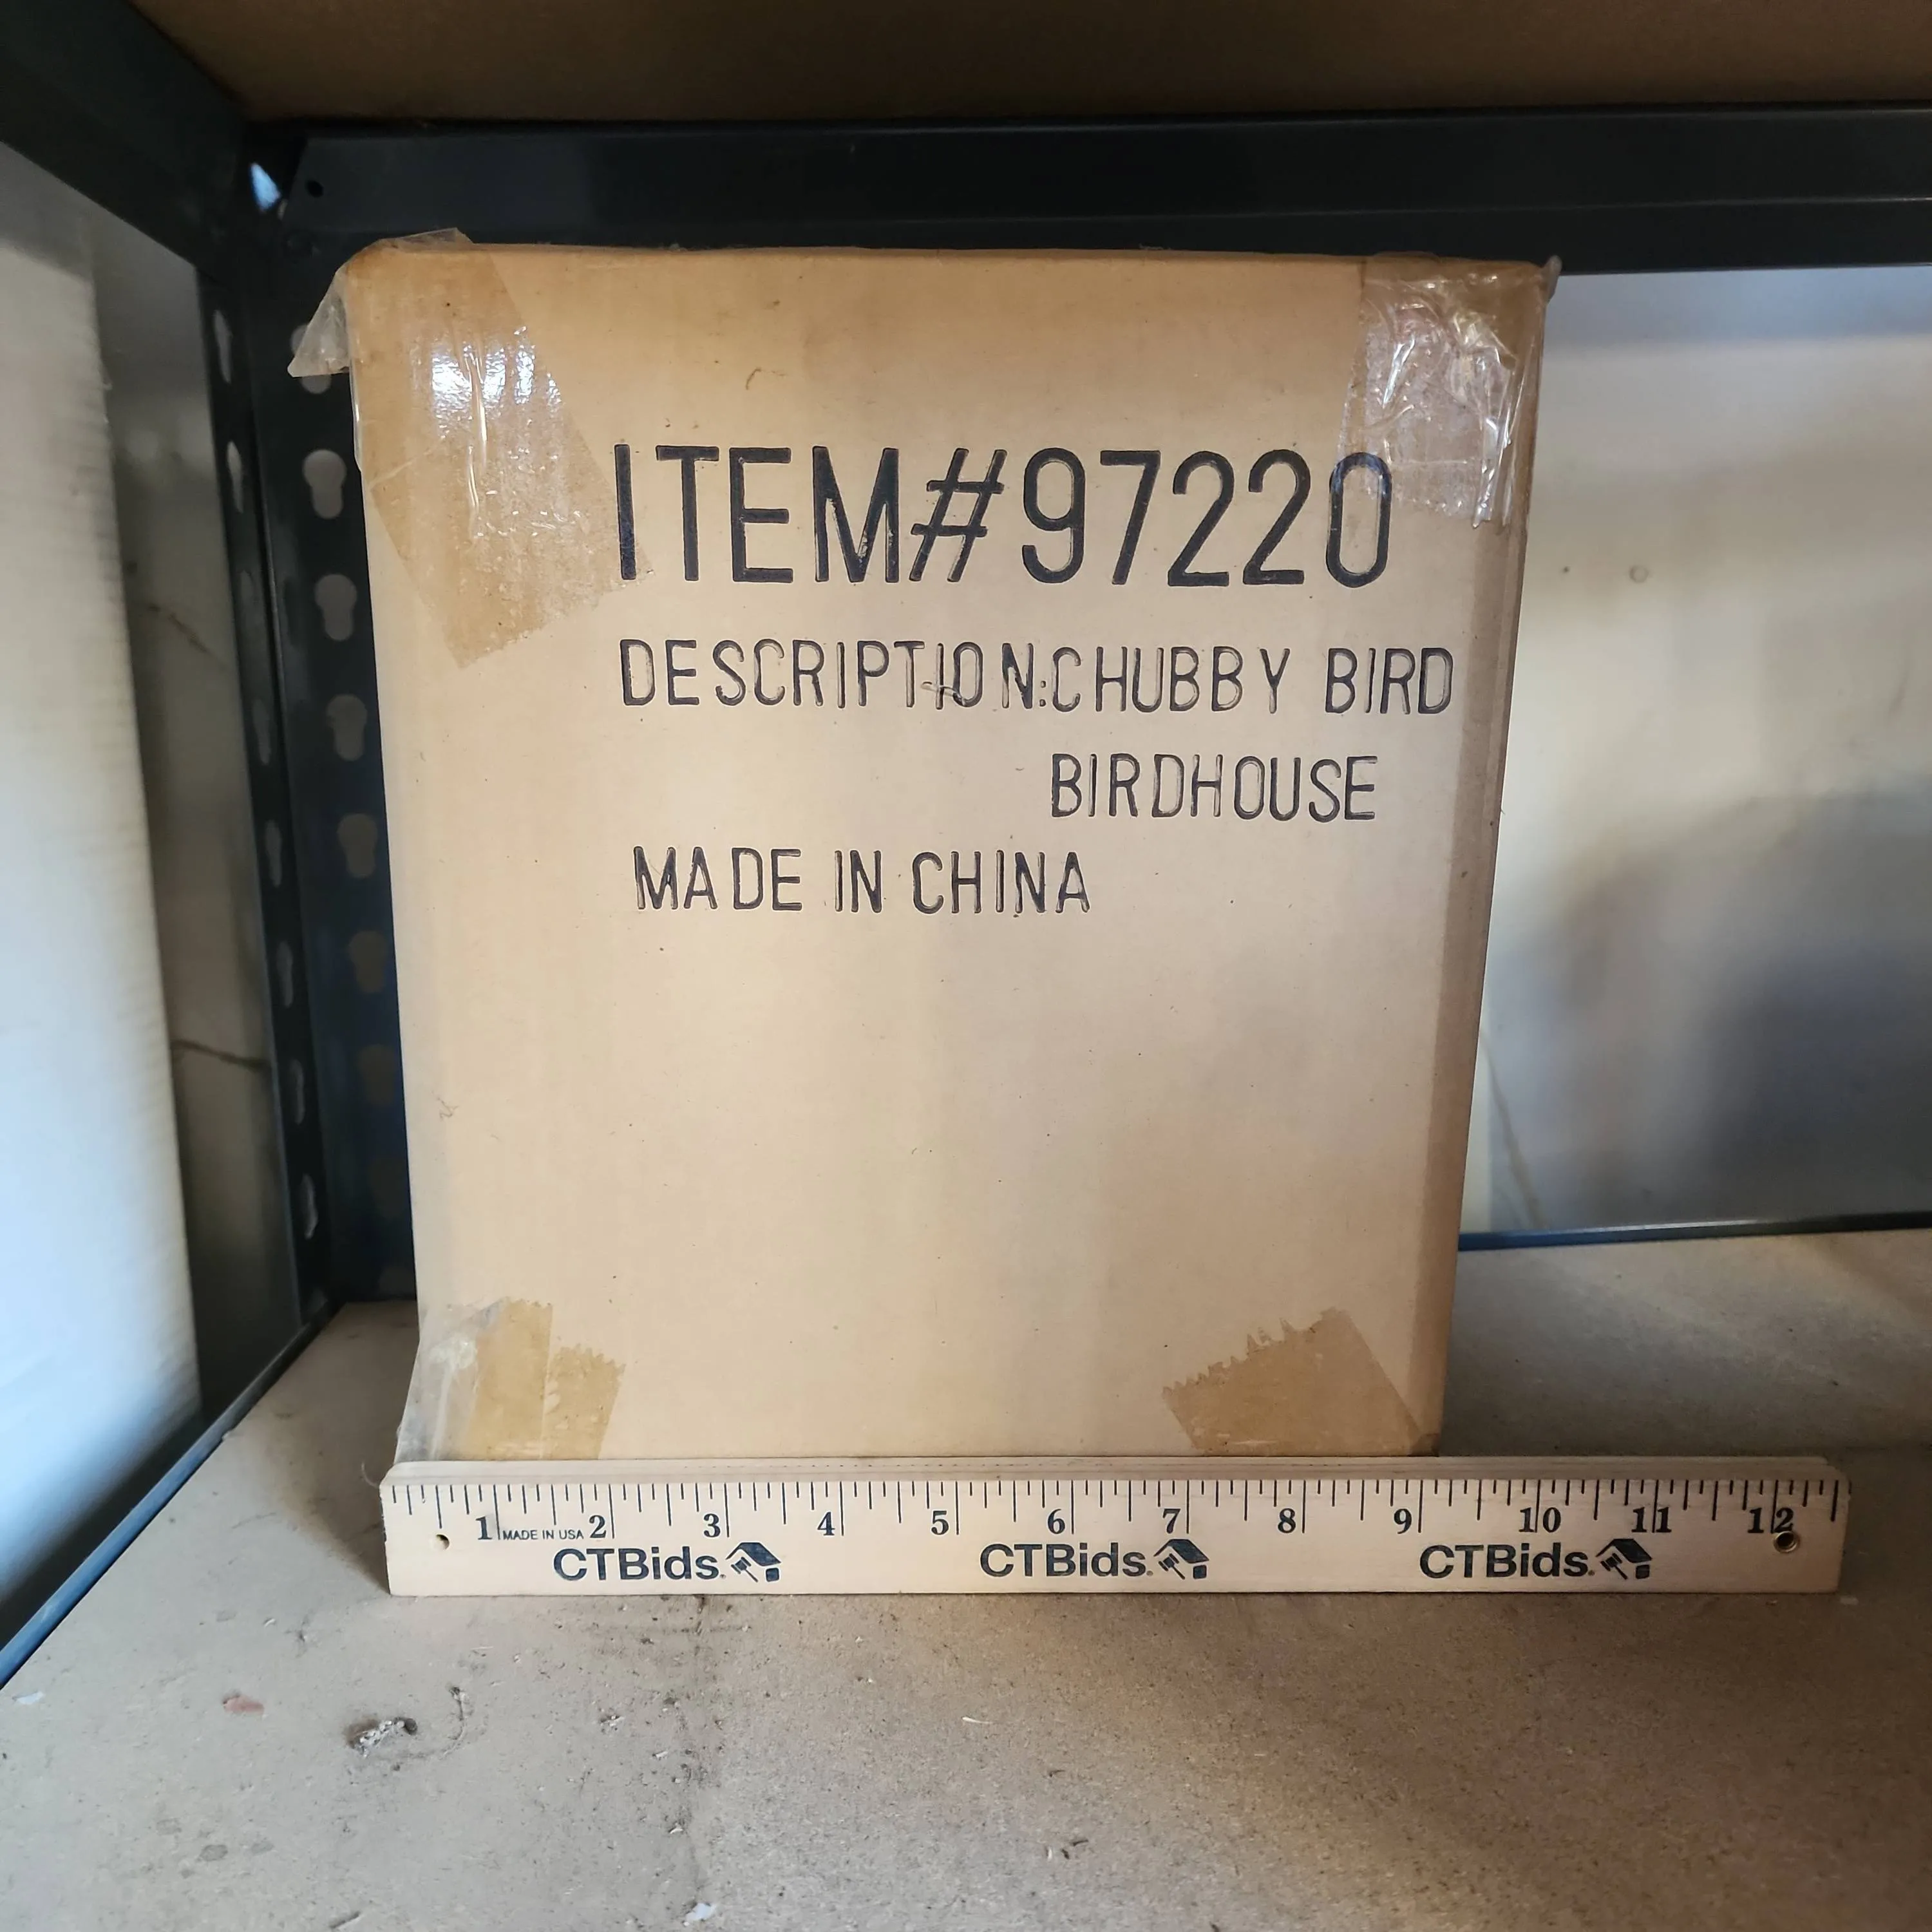 ITEM#97220
DESCRIPTION:CHUBBY BIRD
BIRDHOUSE
MADE IN CHINA
1 MADE IN USA 2 3 4 5 6 7 8 9 10 11 12
CTBids. CTBids. CTBids.